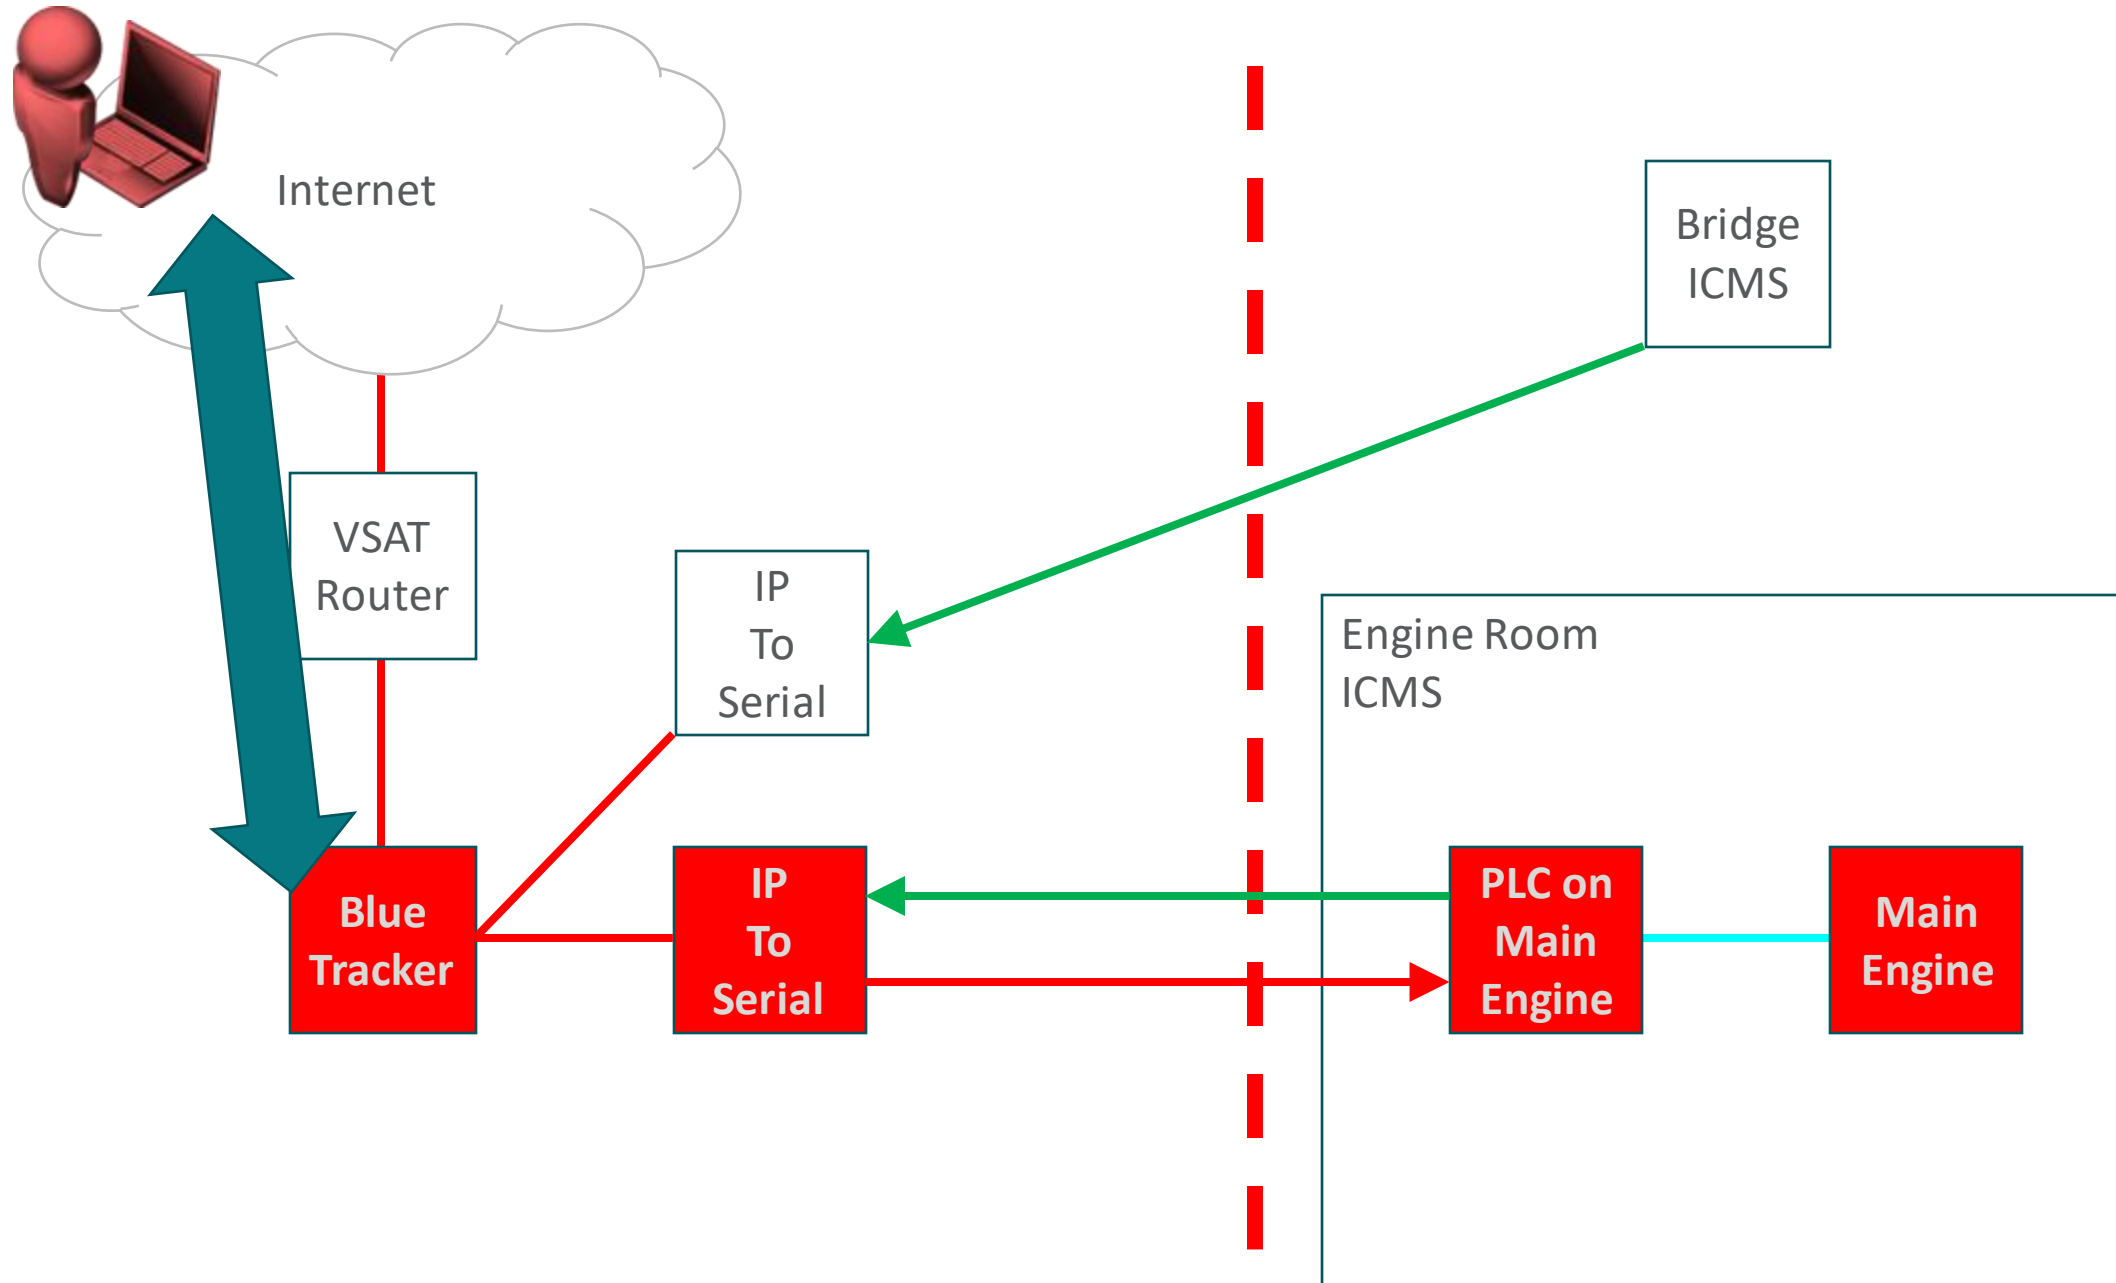 Internet
Bridge
ICMS
VSAT
Router
IP
To
Serial
Engine Room
ICMS
Blue
Tracker
IP
To
Serial
PLC on
Main
Engine
Main
Engine